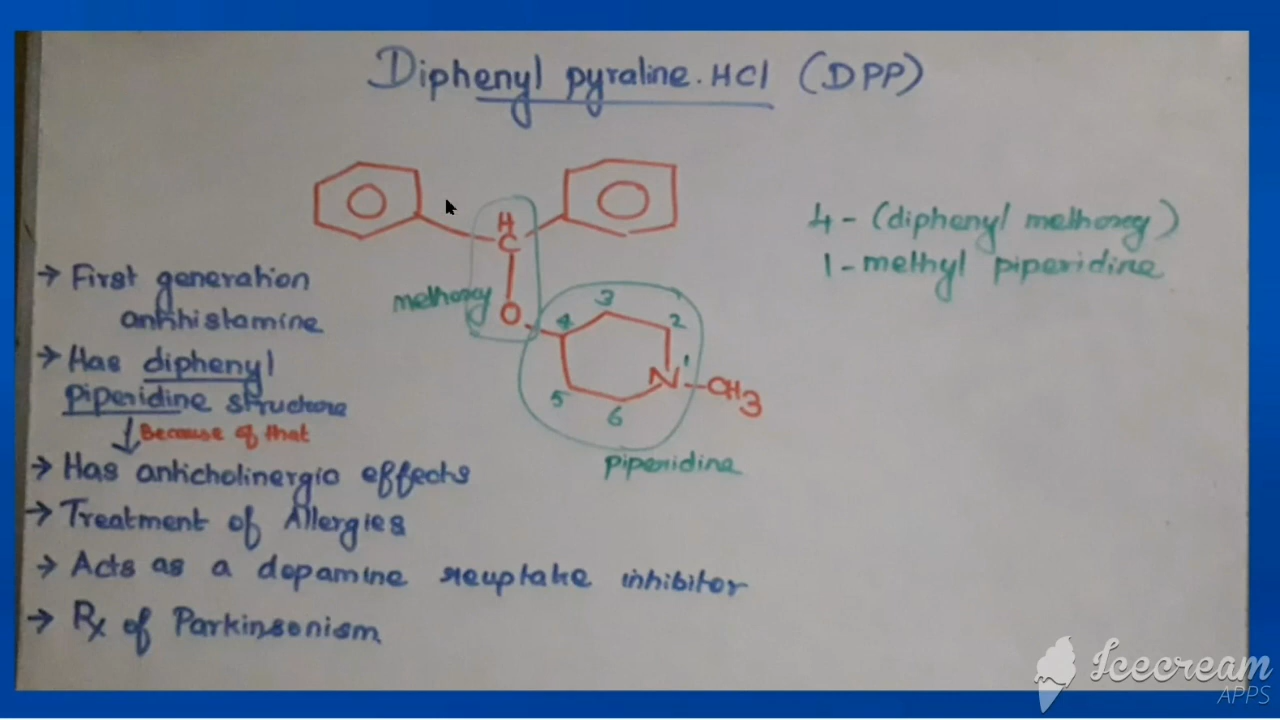 Diphenyl pyraline.HCl (DPP)
H
C
methoxy
O
4
3
2
1
N-CH3
5
6
piperidine
4-(diphenyl methoxy)
1-methyl piperidine
→ First generation
antihistamine
→ Has diphenyl
piperidine structure
↓ Because of that
→ Has anticholinergic effects
→ Treatment of Allergies
→ Acts as a dopamine reuptake inhibitor
→ Rx of Parkinsonism
Icecream
APPS